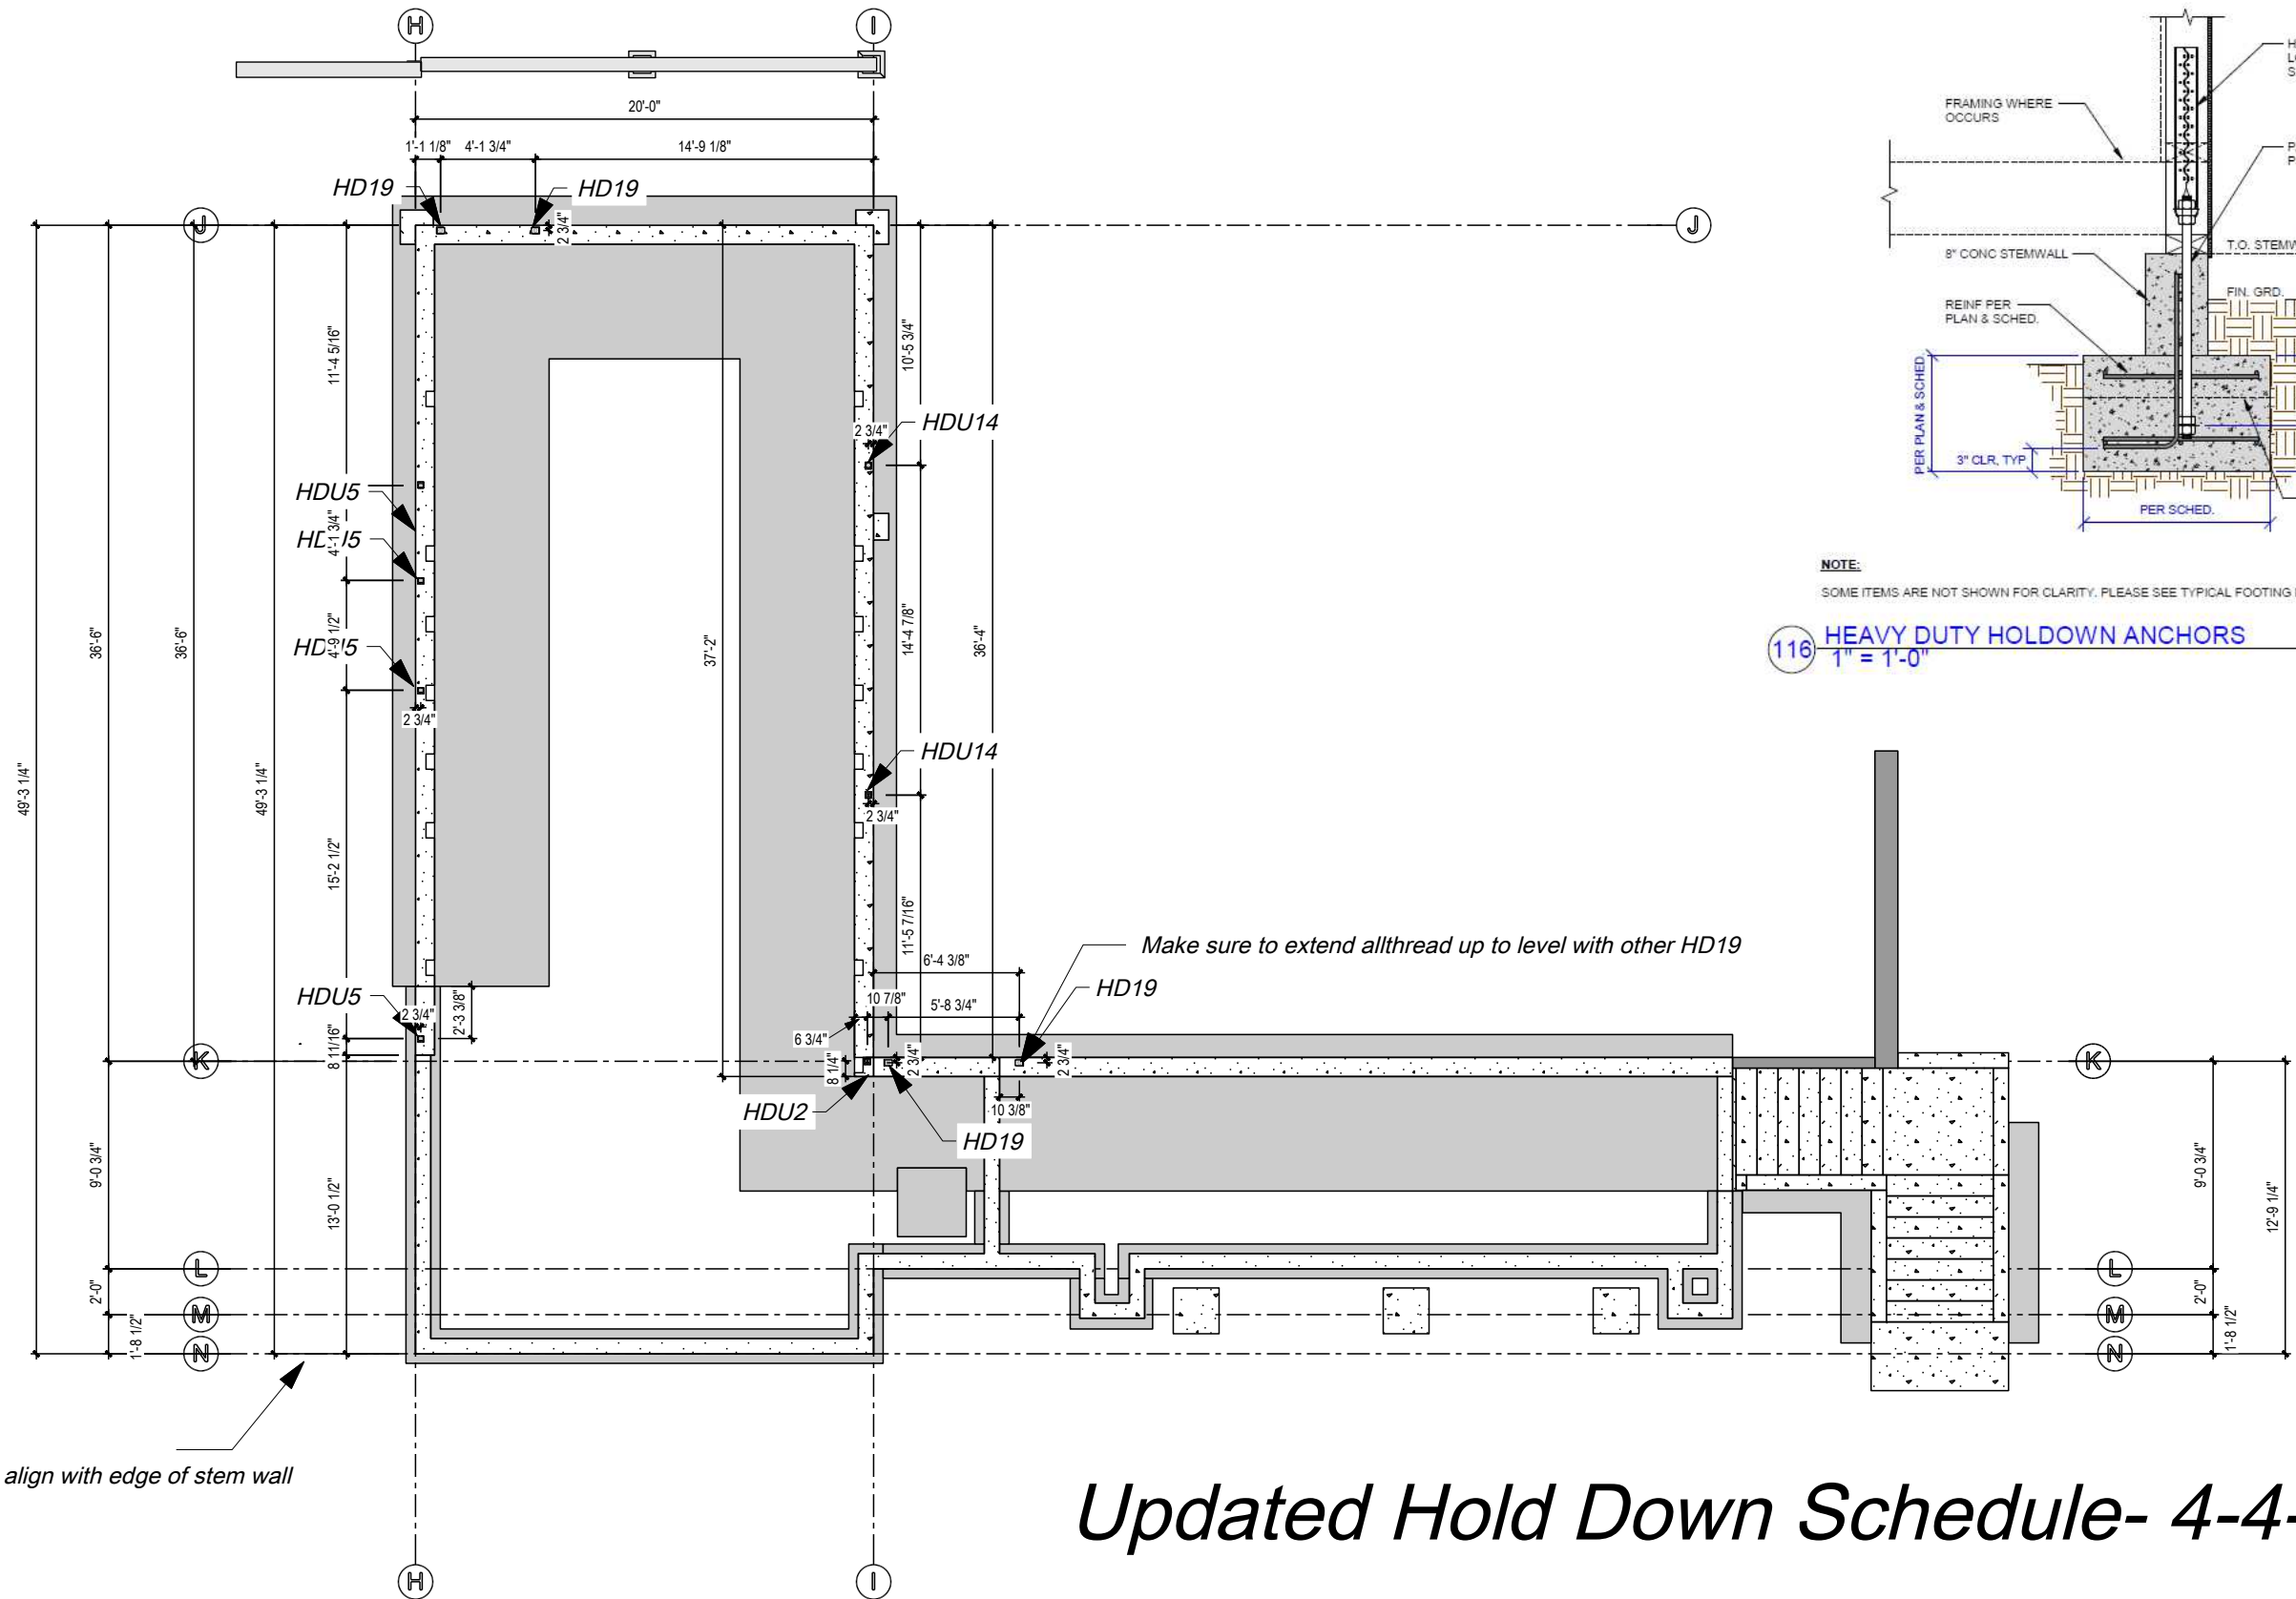 H
I
20'-0"
1'-1 1/8"
4'-1 3/4"
14'-9 1/8"
HD19
HD19
J
J
2 3/4"
49'-3 1/4"
36'-6"
36'-6"
49'-3 1/4"
11'-4 5/16"
4'-1 3/4"
4'-9 1/2"
15'-2 1/2"
8 11/16"
13'-0 1/2"
HDU5
HDU5
HDU5
2 3/4"
HDU5
2 3/4"
2'-3 3/8"
37'-2"
10'-5 3/4"
14'-4 7/8"
11'-5 7/16"
36'-4"
HDU14
2 3/4"
HDU14
2 3/4"
Make sure to extend allthread up to level with other HD19
6'-4 3/8"
HD19
10 7/8"
5'-8 3/4"
6 3/4"
8 1/4"
2 3/4"
2 3/4"
10 3/8"
HDU2
HD19
K
K
9'-0 3/4"
2'-0"
1'-8 1/2"
L
M
N
L
M
N
9'-0 3/4"
2'-0"
1'-8 1/2"
12'-9 1/4"
align with edge of stem wall
H
I
FRAMING WHERE
OCCURS
8" CONC STEMWALL
T.O. STEMW
REINF PER
PLAN & SCHED.
FIN. GRD.
PER PLAN & SCHED.
3" CLR, TYP
PER SCHED.
NOTE:
SOME ITEMS ARE NOT SHOWN FOR CLARITY. PLEASE SEE TYPICAL FOOTING
116
HEAVY DUTY HOLDOWN ANCHORS
1" = 1'-0"
Updated Hold Down Schedule- 4-4-